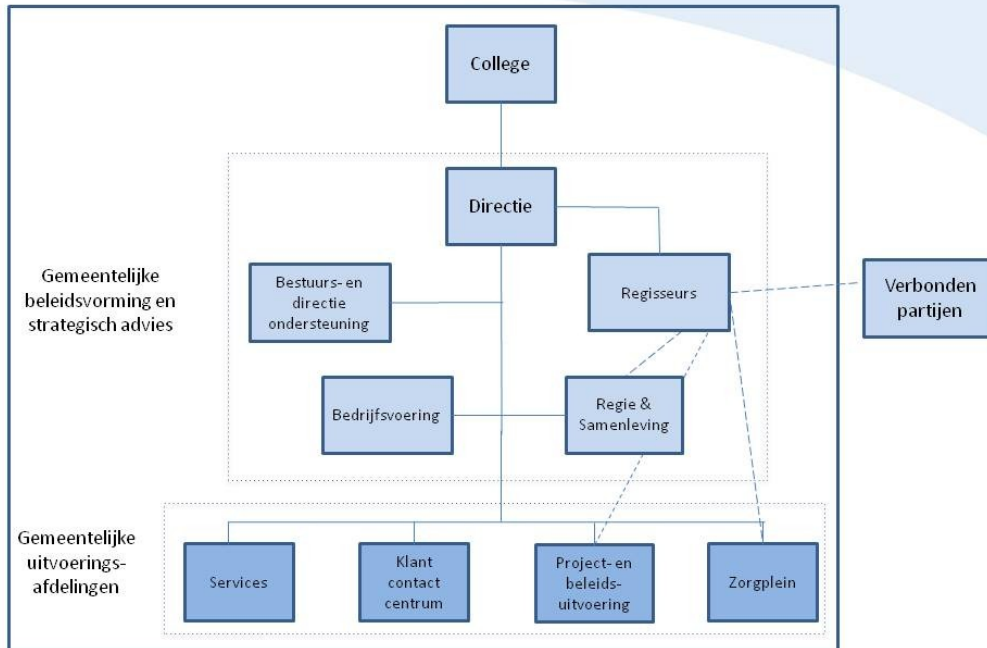 College
Directie
Gemeentelijke
beleidsvorming en
strategisch advies
Bestuurs- en
directie
ondersteuning
Regisseurs
Verbonden
partijen
Bedrijfsvoering
Regie &
Samenleving
Gemeentelijke
uitvoerings-
afdelingen
Services
Klant
contact
centrum
Project- en
beleids-
uitvoering
Zorgplein